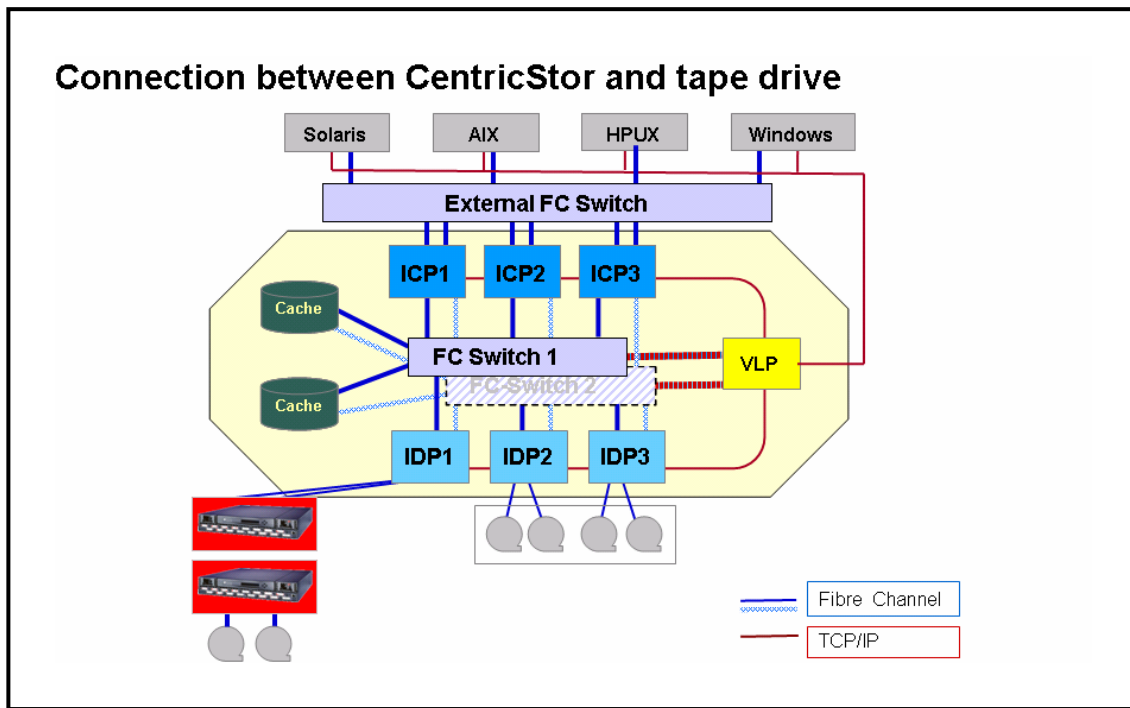 Connection between CentricStor and tape drive
Solaris
AIX
HPUX
Windows
External FC Switch
ICP1
ICP2
ICP3
Cache
FC Switch 1
VLP
FC Switch 2
Cache
IDP1
IDP2
IDP3
Fibre Channel
TCP/IP